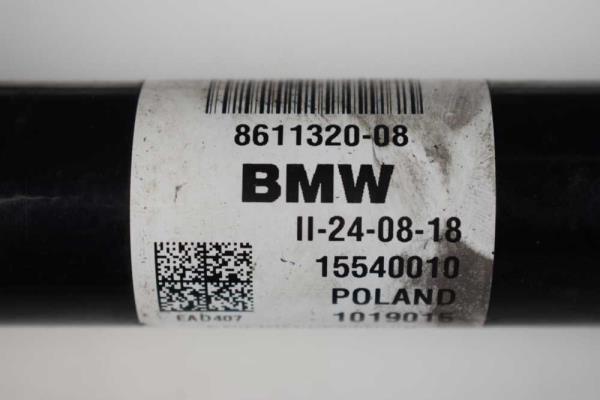 8611320-08
BMW
II-24-08-18
15540010
POLAND
EAD407
1019015